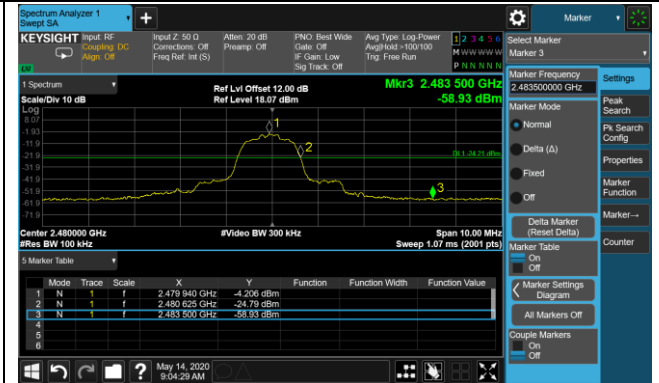 Spectrum Analyzer 1
Swept SA
+
Marker
KEYSIGHT
Input: RF
Coupling: DC
Align: Off
Input Z: 50 Ω
Corrections: Off
Freq Ref: Int (S)
Atten: 20 dB
Preamp: Off
PNO: Best Wide
Gate: Off
IF Gain: Low
Sig Track: Off
Avg Type: Log-Power
Avg|Hold:>100/100
Trig: Free Run
1 2 3 4 5 6
M W W W W W
P N N N N N
Select Marker
Marker 3
LXI
1 Spectrum
Scale/Div 10 dB
Log
Ref Lvl Offset 12.00 dB
Ref Level 18.07 dBm
Mkr3 2.483 500 GHz
-58.93 dBm
8.07
-1.93
-11.9
-21.9
-31.9
-41.9
-51.9
-61.9
-71.9
1
2
3
DL1 -24.21 dBm
Center 2.480000 GHz
#Res BW 100 kHz
#Video BW 300 kHz
Span 10.00 MHz
Sweep 1.07 ms (2001 pts)
5 Marker Table
Mode Trace Scale X Y Function Function Width Function Value
1 N 1 f 2.479 940 GHz -4.206 dBm
2 N 1 f 2.480 625 GHz -24.79 dBm
3 N 1 f 2.483 500 GHz -58.93 dBm
4
5
6
Marker Frequency
2.483500000 GHz
Marker Mode
Normal
Delta (Δ)
Fixed
Off
Delta Marker
(Reset Delta)
Marker Table
On
Off
Marker Settings
Diagram
All Markers Off
Couple Markers
On
Off
Settings
Peak
Search
Pk Search
Config
Properties
Marker
Function
Marker→
Counter
?
May 14, 2020
9:04:29 AM